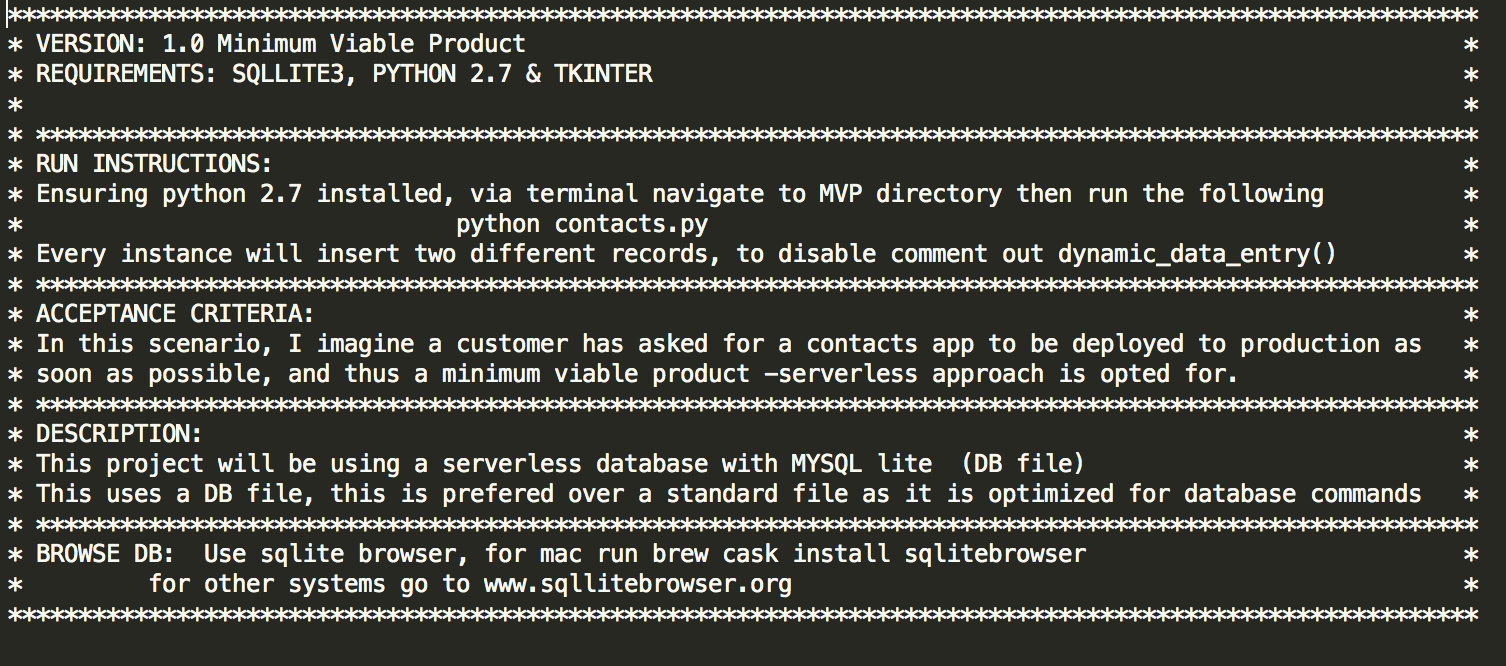 *********************************************************************************************************
* VERSION: 1.0 Minimum Viable Product *
* REQUIREMENTS: SQLLITE3, PYTHON 2.7 & TKINTER *
* *
* *******************************************************************************************************
* RUN INSTRUCTIONS: *
* Ensuring python 2.7 installed, via terminal navigate to MVP directory then run the following *
* python contacts.py *
* Every instance will insert two different records, to disable comment out dynamic_data_entry() *
* *******************************************************************************************************
* ACCEPTANCE CRITERIA: *
* In this scenario, I imagine a customer has asked for a contacts app to be deployed to production as *
* soon as possible, and thus a minimum viable product -serverless approach is opted for. *
* *******************************************************************************************************
* DESCRIPTION: *
* This project will be using a serverless database with MYSQL lite (DB file) *
* This uses a DB file, this is prefered over a standard file as it is optimized for database commands *
* *******************************************************************************************************
* BROWSE DB: Use sqlite browser, for mac run brew cask install sqlitebrowser *
* for other systems go to www.sqllitebrowser.org *
*********************************************************************************************************